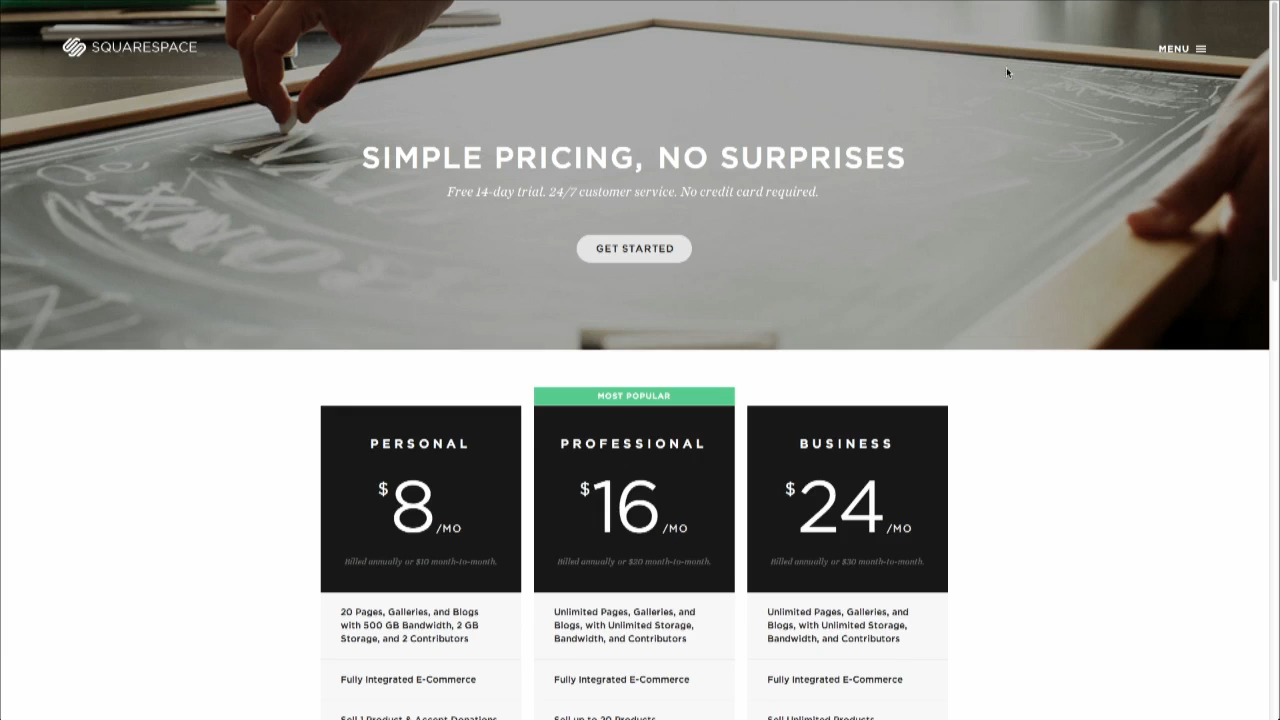 SQUARESPACE
MENU
SIMPLE PRICING, NO SURPRISES
Free 14-day trial. 24/7 customer service. No credit card required.
GET STARTED
MOST POPULAR
PERSONAL
$8/MO
Billed annually or $10 month-to-month.
20 Pages, Galleries, and Blogs
with 500 GB Bandwidth, 2 GB
Storage, and 2 Contributors
Fully Integrated E-Commerce
Sell 1 Product & Accept Donations
PROFESSIONAL
$16/MO
Billed annually or $20 month-to-month.
Unlimited Pages, Galleries, and
Blogs, with Unlimited Storage,
Bandwidth, and Contributors
Fully Integrated E-Commerce
Sell up to 20 Products
BUSINESS
$24/MO
Billed annually or $30 month-to-month.
Unlimited Pages, Galleries, and
Blogs, with Unlimited Storage,
Bandwidth, and Contributors
Fully Integrated E-Commerce
Sell Unlimited Products